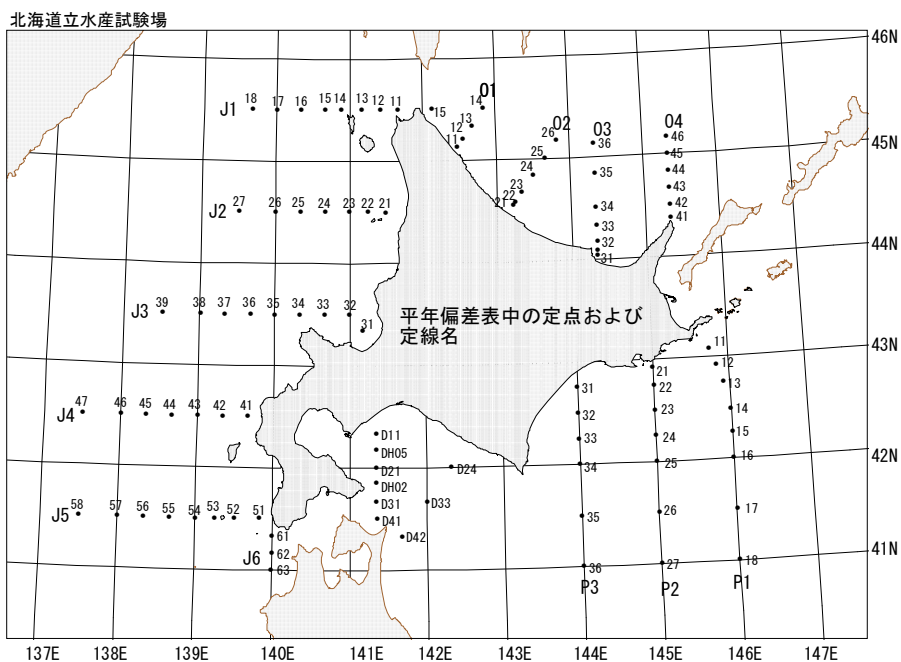 北海道立水産試験場
46N
O1
J1 18 17 16 15 14 13 12 11 15 14
13
12
11
O2
26
25
24
23
22
21
O3
36
35
34
33
32
31
O4
46
45
44
43
42
41
45N
J2 27 26 25 24 23 22 21
44N
J3 39 38 37 36 35 34 33 32
31
平年偏差表中の定点および
定線名
43N
J4 47 46 45 44 43 42 41
D11
DH05
D21
DH02
D31
D41
D24
D33
D42
42N
J5 58 57 56 55 54 53 52 51
61
J6 62
63
31
32
33
34
35
36
P3
21
22
23
24
25
26
27
P2
11
12
13
14
15
16
17
18
P1
41N
137E 138E 139E 140E 141E 142E 143E 144E 145E 146E 147E